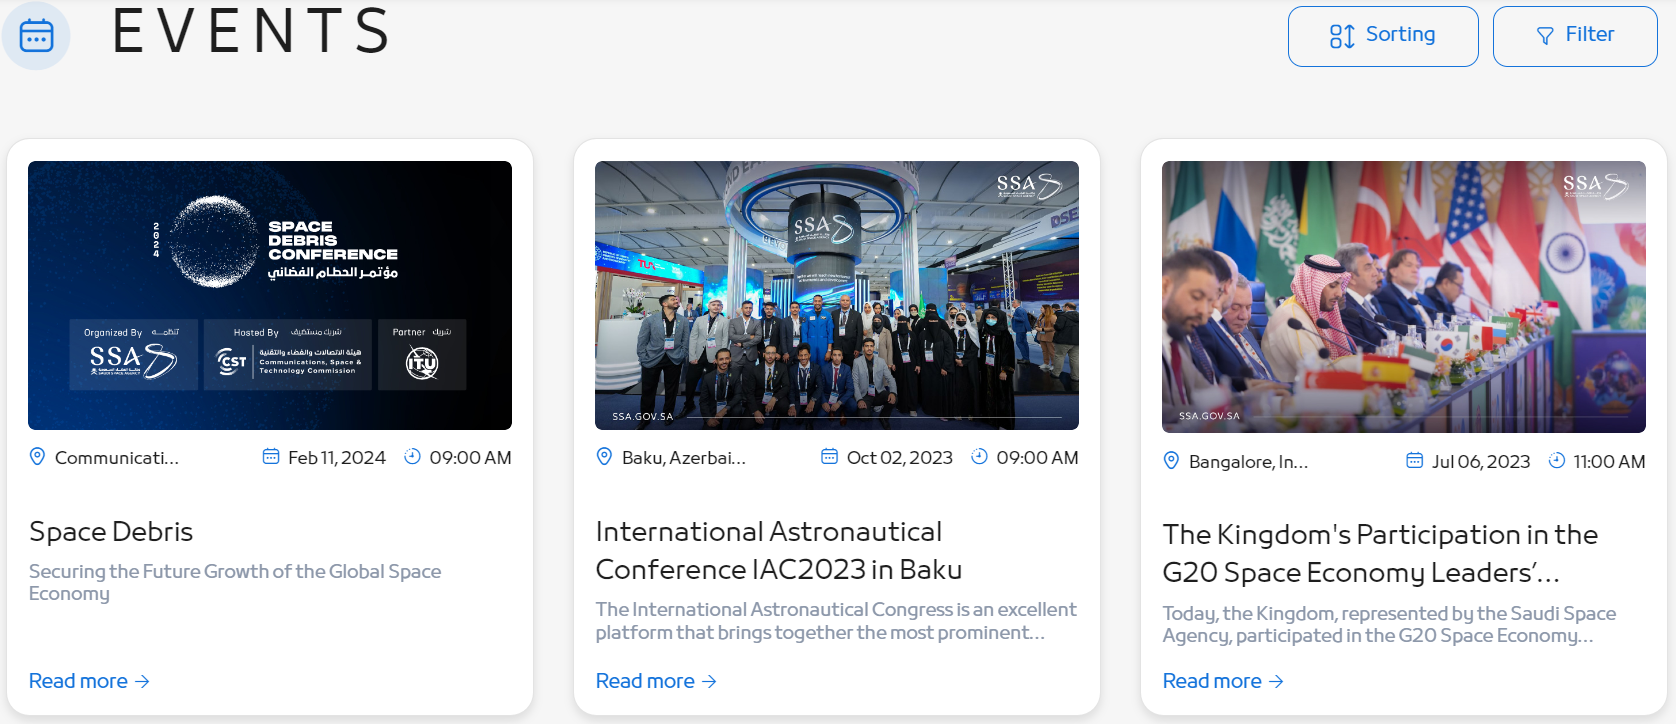 EVENTS
Sorting
Filter
2024
SPACE
DEBRIS
CONFERENCE
مؤتمر الحطام الفضائي
Organized By تنظمه
SSA
SAUDI SPACE AGENCY
Hosted By شريك مستضيف
CST
هيئة الاتصالات والفضاء والتقنية
Communications, Space &
Technology Commission
Partner شريك
ITU
Communicati...
Feb 11, 2024
09:00 AM
Space Debris
Securing the Future Growth of the Global Space
Economy
Read more
SSA
SSA
SSA.GOV.SA
Baku, Azerbai...
Oct 02, 2023
09:00 AM
International Astronautical
Conference IAC2023 in Baku
The International Astronautical Congress is an excellent
platform that brings together the most prominent...
Read more
SSA
SSA.GOV.SA
Bangalore, In...
Jul 06, 2023
11:00 AM
The Kingdom's Participation in the
G20 Space Economy Leaders’...
Today, the Kingdom, represented by the Saudi Space
Agency, participated in the G20 Space Economy...
Read more